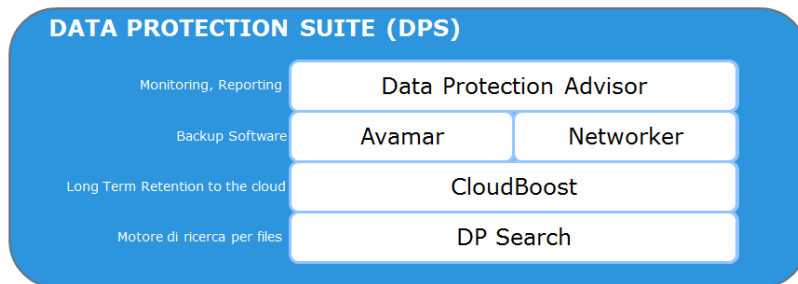 DATA PROTECTION SUITE (DPS)
Monitoring, Reporting Data Protection Advisor
Backup Software Avamar Networker
Long Term Retention to the cloud CloudBoost
Motore di ricerca per files DP Search